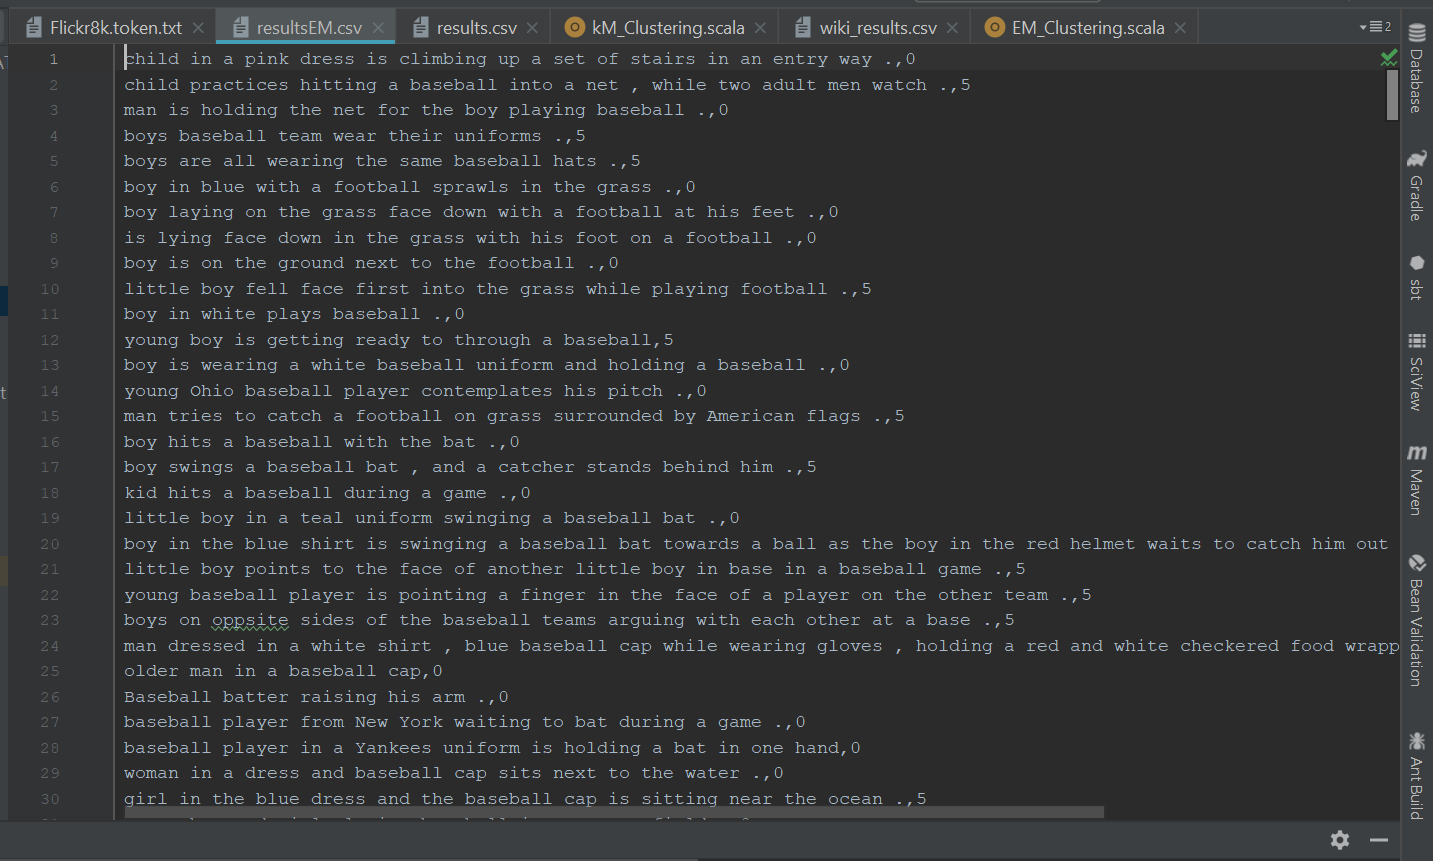 Flickr8k.token.txt
resultsEM.csv
results.csv
kM_Clustering.scala
wiki_results.csv
EM_Clustering.scala
2
1 child in a pink dress is climbing up a set of stairs in an entry way .,0
2 child practices hitting a baseball into a net , while two adult men watch .,5
3 man is holding the net for the boy playing baseball .,0
4 boys baseball team wear their uniforms .,5
5 boys are all wearing the same baseball hats .,5
6 boy in blue with a football sprawls in the grass .,0
7 boy laying on the grass face down with a football at his feet .,0
8 is lying face down in the grass with his foot on a football .,0
9 boy is on the ground next to the football .,0
10 little boy fell face first into the grass while playing football .,5
11 boy in white plays baseball .,0
12 young boy is getting ready to through a baseball,5
13 boy is wearing a white baseball uniform and holding a baseball .,0
14 young Ohio baseball player contemplates his pitch .,0
15 man tries to catch a football on grass surrounded by American flags .,5
16 boy hits a baseball with the bat .,0
17 boy swings a baseball bat , and a catcher stands behind him .,5
18 kid hits a baseball during a game .,0
19 little boy in a teal uniform swinging a baseball bat .,0
20 boy in the blue shirt is swinging a baseball bat towards a ball as the boy in the red helmet waits to catch him out
21 little boy points to the face of another little boy in base in a baseball game .,5
22 young baseball player is pointing a finger in the face of a player on the other team .,5
23 boys on oppsite sides of the baseball teams arguing with each other at a base .,5
24 man dressed in a white shirt , blue baseball cap while wearing gloves , holding a red and white checkered food wrapp
25 older man in a baseball cap,0
26 Baseball batter raising his arm .,0
27 baseball player from New York waiting to bat during a game .,0
28 baseball player in a Yankees uniform is holding a bat in one hand,0
29 woman in a dress and baseball cap sits next to the water .,0
30 girl in the blue dress and the baseball cap is sitting near the ocean .,5
Database
Gradle
sbt
SciView
m Maven
Bean Validation
Ant Build